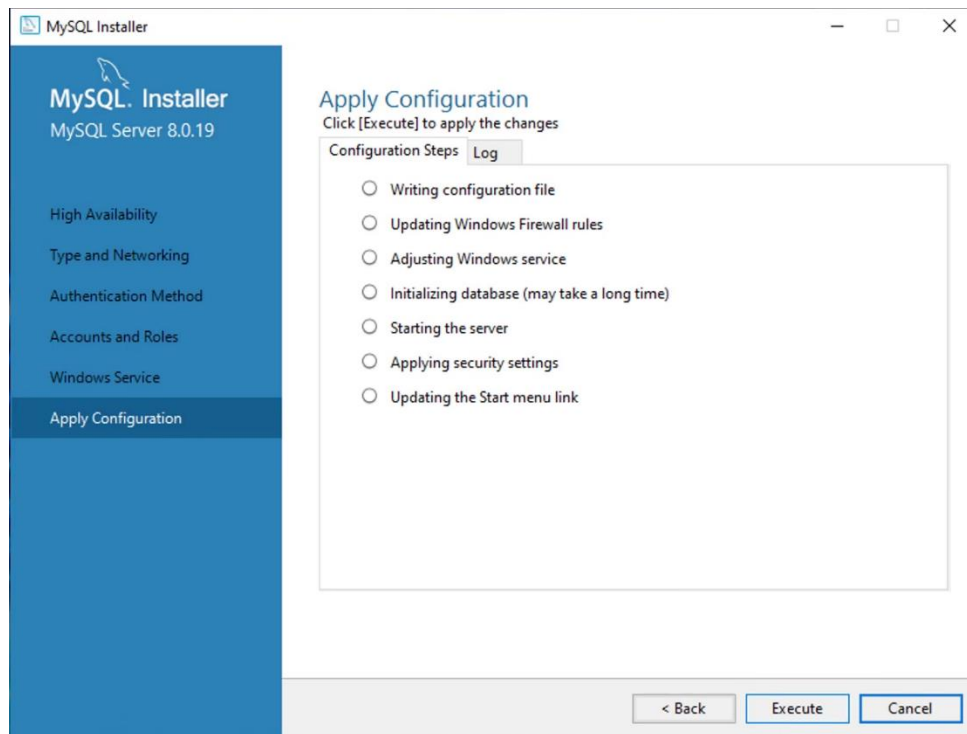 MySQL Installer
MySQL. Installer
MySQL Server 8.0.19
High Availability
Type and Networking
Authentication Method
Accounts and Roles
Windows Service
Apply Configuration
Apply Configuration
Click [Execute] to apply the changes
Configuration Steps Log
Writing configuration file
Updating Windows Firewall rules
Adjusting Windows service
Initializing database (may take a long time)
Starting the server
Applying security settings
Updating the Start menu link
< Back Execute Cancel